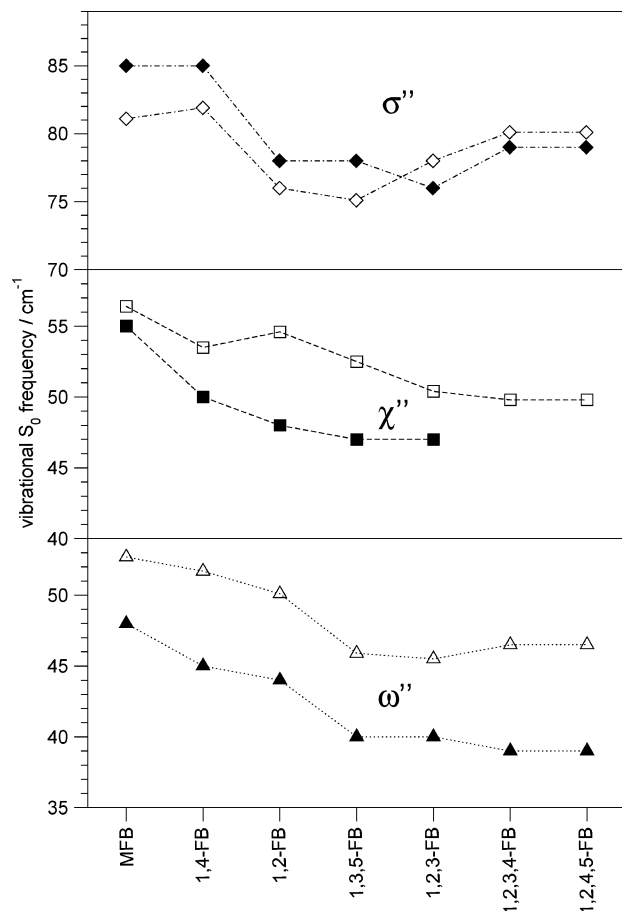 vibrational S₀ frequency / cm⁻¹
85
80
75
70
σ’’
55
50
45
40
χ’’
50
45
40
35
ω’’
MFB
1,4-FB
1,2-FB
1,3,5-FB
1,2,3-FB
1,2,3,4-FB
1,2,4,5-FB